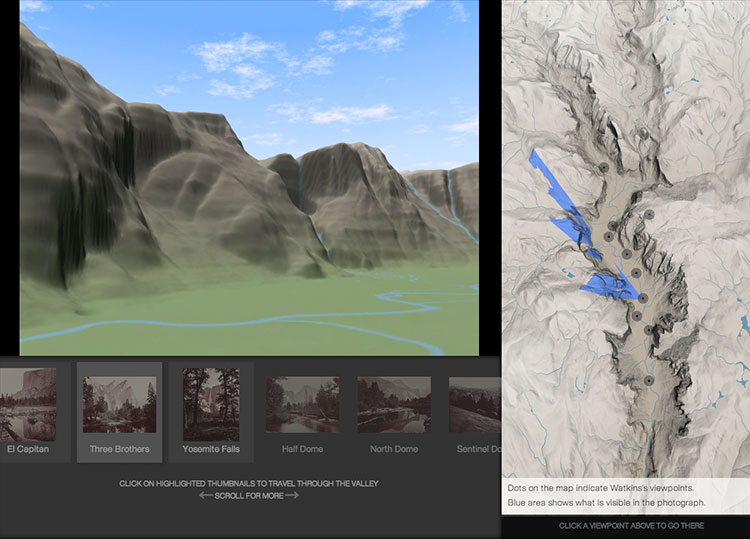 El Capitan
Three Brothers
Yosemite Falls
Half Dome
North Dome
Sentinel Do
CLICK ON HIGHLIGHTED THUMBNAILS TO TRAVEL THROUGH THE VALLEY
SCROLL FOR MORE
Dots on the map indicate Watkins's viewpoints.
Blue area shows what is visible in the photograph.
CLICK A VIEWPOINT ABOVE TO GO THERE